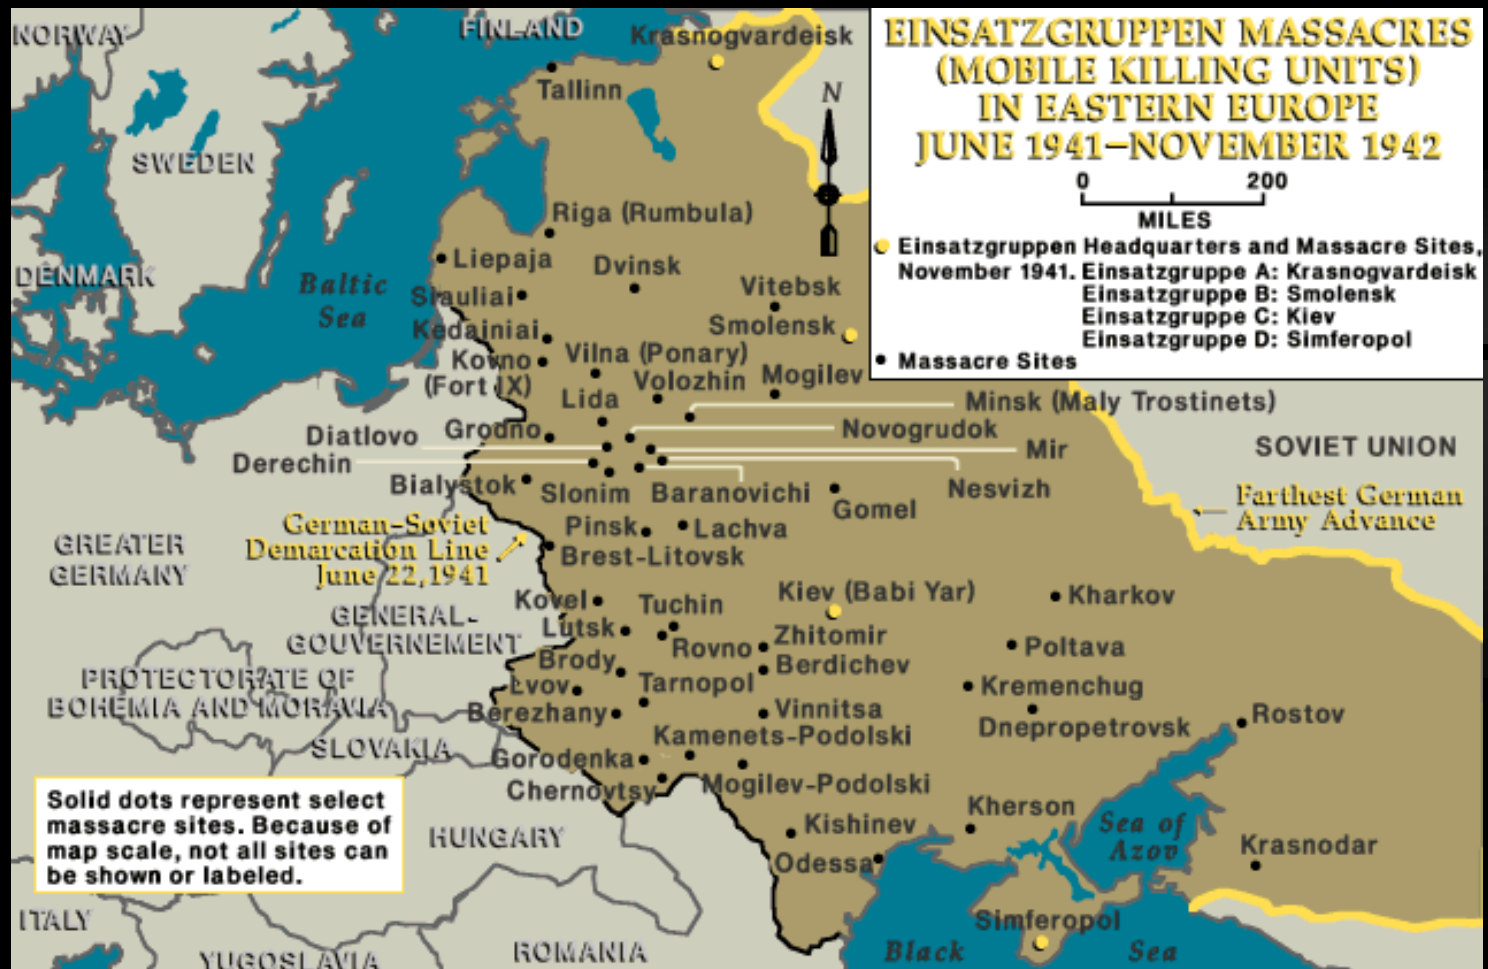 EINSATZGRUPPEN MASSACRES
(MOBILE KILLING UNITS)
IN EASTERN EUROPE
JUNE 1941–NOVEMBER 1942
0 200
MILES
Einsatzgruppen Headquarters and Massacre Sites,
November 1941. Einsatzgruppe A: Krasnogvardeisk
Einsatzgruppe B: Smolensk
Einsatzgruppe C: Kiev
Einsatzgruppe D: Simferopol
Massacre Sites
NORWAY
FINLAND
Krasnogvardeisk
Tallinn
N
SWEDEN
Riga (Rumbula)
Liepaja
Dvinsk
DENMARK
Baltic
Sea
Siauliai
Vitebsk
Smolensk
Kedainiai
Kovno
(Fort IX)
Vilna (Ponary)
Volozhin
Mogilev
Lida
Minsk (Maly Trostinets)
Diatlovo
Grodno
Novogrudok
Mir
SOVIET UNION
Derechin
Bialystok
Slonim
Baranovichi
Nesvizh
Gomel
Farthest German
Army Advance
German-Soviet
Demarcation Line
June 22,1941
Pinsk
Lachva
Brest-Litovsk
GREATER
GERMANY
Kovel
Tuchin
Kiev (Babi Yar)
Kharkov
GENERAL-
GOUVERNEMENT
Lutsk
Rovno
Zhitomir
Poltava
Brody
Berdichev
PROTECTORATE OF
BOHEMIA AND MORAVIA
Lvov
Tarnopol
Kremenchug
Berezhany
Vinnitsa
Dnepropetrovsk
Rostov
SLOVAKIA
Kamenets-Podolski
Gorodenka
Chernovtsy
Mogilev-Podolski
Solid dots represent select
massacre sites. Because of
map scale, not all sites can
be shown or labeled.
HUNGARY
Kishinev
Kherson
Sea of
Azov
Krasnodar
Odessa
ITALY
Simferopol
YUGOSLAVIA
ROMANIA
Black
Sea